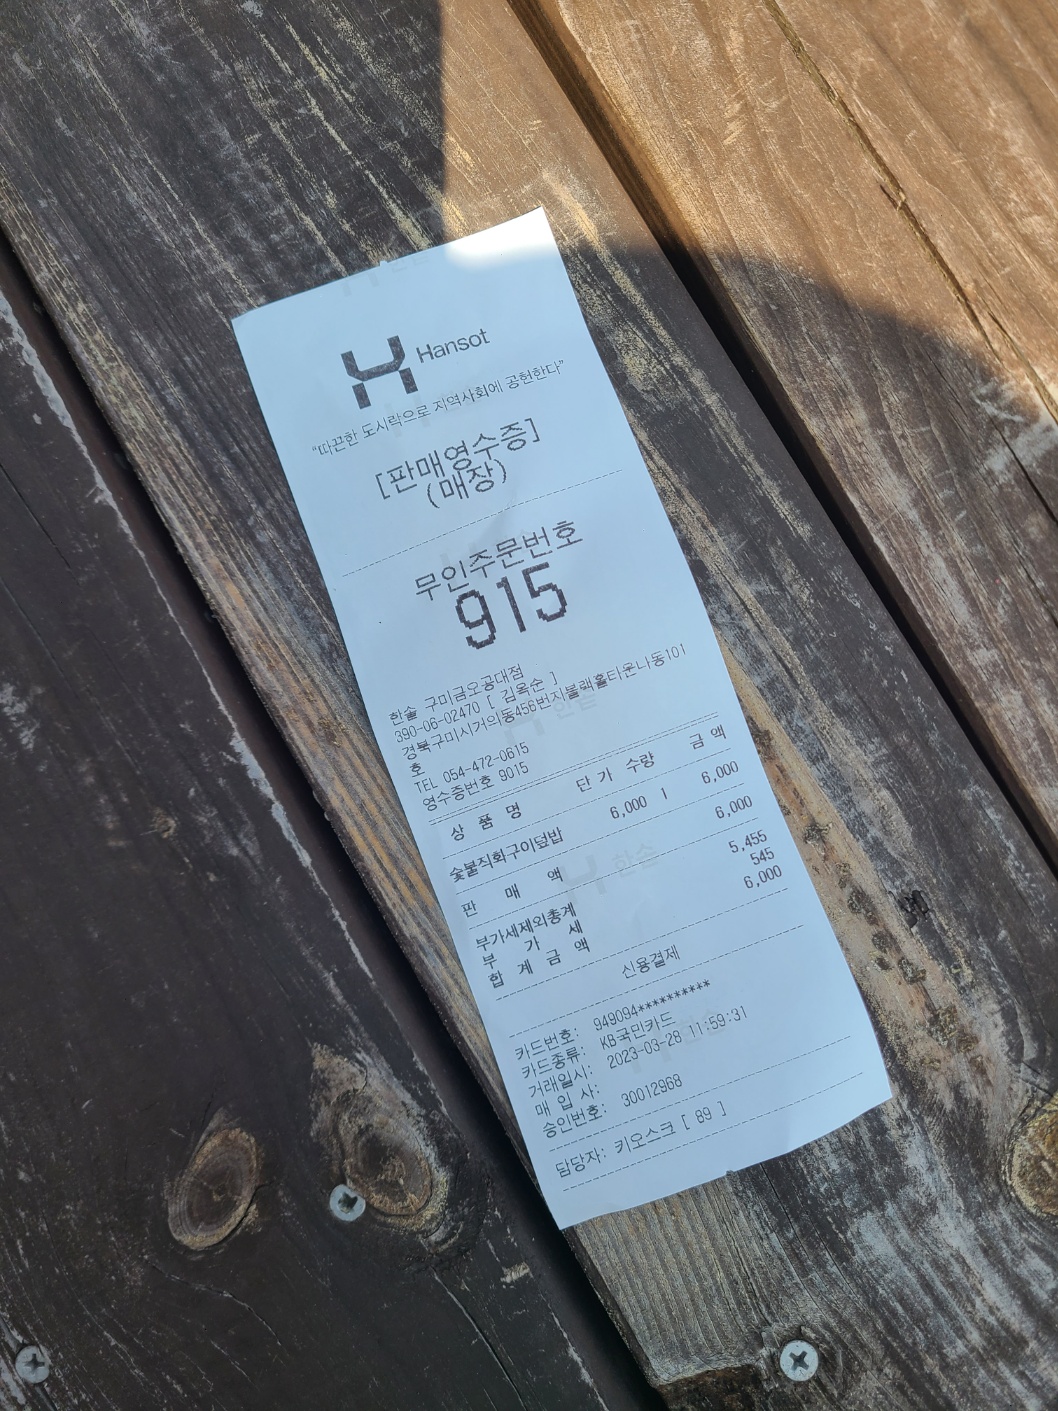 Hansot
"따끈한 도시락으로 지역사회에 공헌한다"
[판매영수증]
(매장)
무인주문번호
915
한솥 구미금오공대점
390-06-02470 [ 김옥순 ]
경북구미시거의동456번지블랙홀타운나동101
호
TEL 054-472-0615
영수증번호 9015
상 품 명 단 가 수량 금 액
숯불직화구이덮밥 6,000 1 6,000
판 매 액 6,000
부가세제외총계 5,455
부 가 세 545
합 계 금 액 6,000
신용결제
카드번호: 949094**********
카드종류: KB국민카드
거래일시: 2023-03-28 11:59:31
매 입 사:
승인번호: 30012968
담당자: 키오스크 [ 89 ]